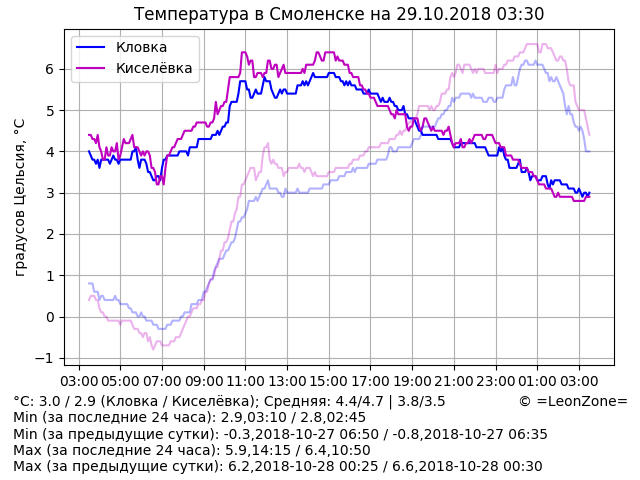 Температура в Смоленске на 29.10.2018 03:30
Кловка
Киселёвка
градусов Цельсия, °C
6
5
4
3
2
1
0
−1
03:00 05:00 07:00 09:00 11:00 13:00 15:00 17:00 19:00 21:00 23:00 01:00 03:00
°C: 3.0 / 2.9 (Кловка / Киселёвка); Средняя: 4.4/4.7 | 3.8/3.5 © =LeonZone=
Min (за последние 24 часа): 2.9,03:10 / 2.8,02:45
Min (за предыдущие сутки): -0.3,2018-10-27 06:50 / -0.8,2018-10-27 06:35
Max (за последние 24 часа): 5.9,14:15 / 6.4,10:50
Max (за предыдущие сутки): 6.2,2018-10-28 00:25 / 6.6,2018-10-28 00:30